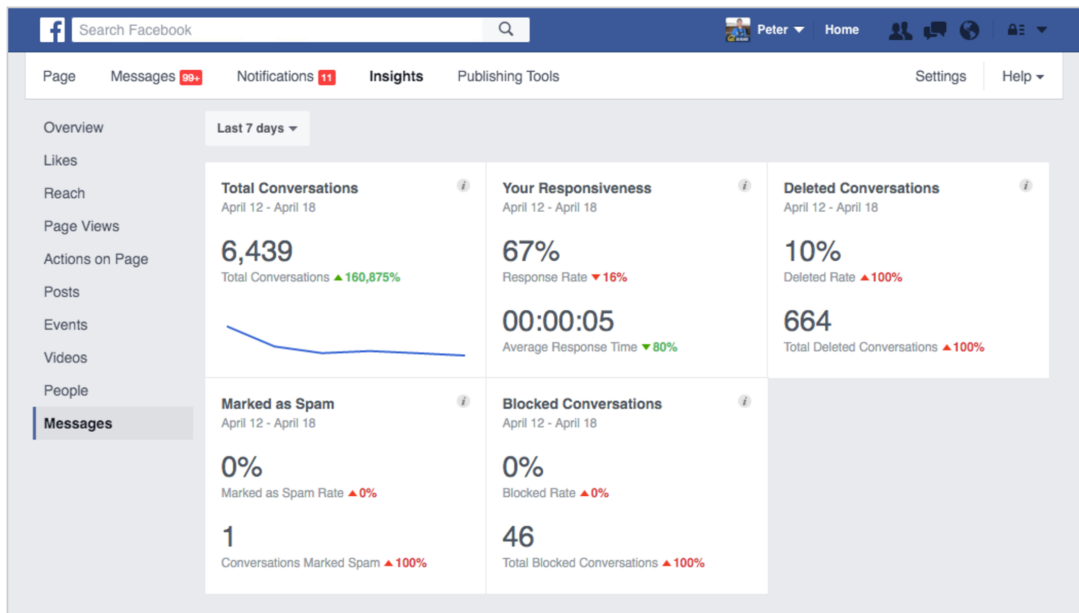 f Search Facebook Peter Home
Page Messages 99+ Notifications 11 Insights Publishing Tools Settings Help
Overview
Likes
Reach
Page Views
Actions on Page
Posts
Events
Videos
People
Messages
Last 7 days
Total Conversations i
April 12 - April 18
6,439
Total Conversations 160,875%
Your Responsiveness i
April 12 - April 18
67%
Response Rate 16%
00:00:05
Average Response Time 80%
Deleted Conversations i
April 12 - April 18
10%
Deleted Rate 100%
664
Total Deleted Conversations 100%
Marked as Spam i
April 12 - April 18
0%
Marked as Spam Rate 0%
1
Conversations Marked Spam 100%
Blocked Conversations i
April 12 - April 18
0%
Blocked Rate 0%
46
Total Blocked Conversations 100%